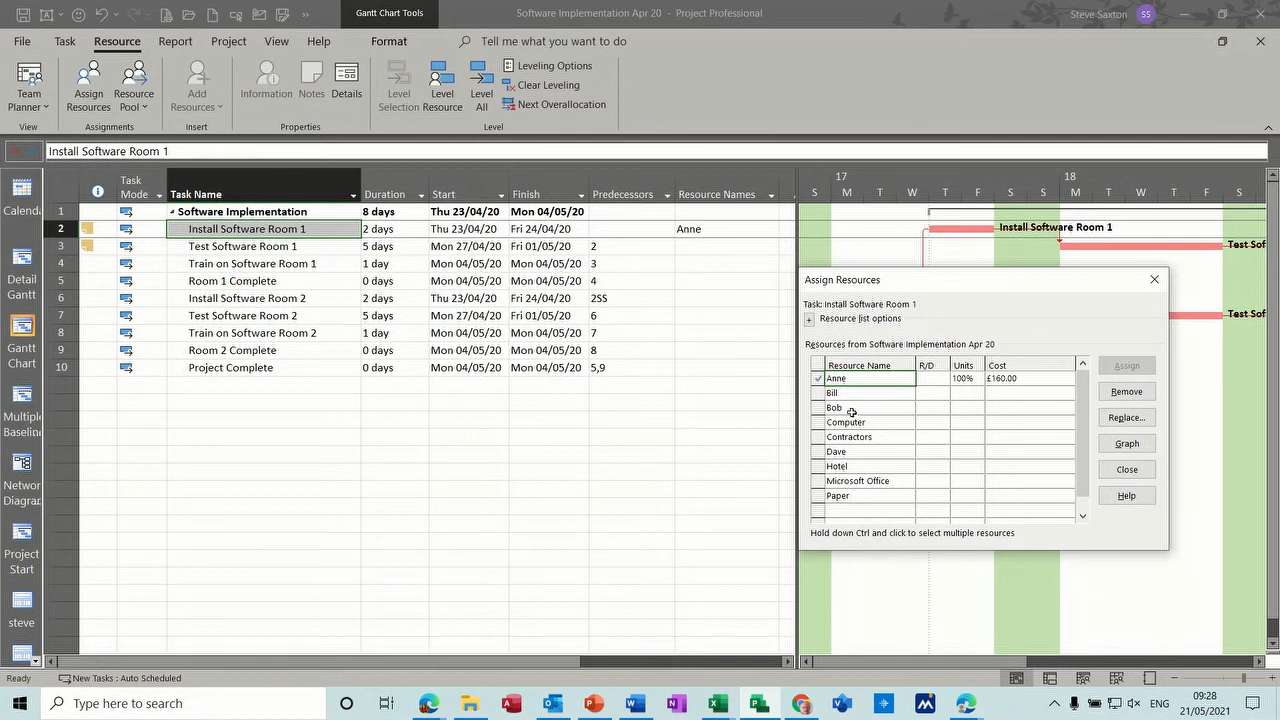 Gantt Chart Tools
Software Implementation Apr 20 - Project Professional
Steve Saxton
SS
File Task Resource Report Project View Help Format Tell me what you want to do
Team Planner
Assign Resources
Resource Pool
Add Resources
Information
Notes
Details
Level Selection
Level Resource
Level All
Leveling Options
Clear Leveling
Next Overallocation
View Assignments Insert Properties Level
Install Software Room 1
Task Mode Task Name Duration Start Finish Predecessors Resource Names
1 Software Implementation 8 days Thu 23/04/20 Mon 04/05/20
2 Install Software Room 1 2 days Thu 23/04/20 Fri 24/04/20 Anne
3 Test Software Room 1 5 days Mon 27/04/20 Fri 01/05/20 2
4 Train on Software Room 1 1 day Mon 04/05/20 Mon 04/05/20 3
5 Room 1 Complete 0 days Mon 04/05/20 Mon 04/05/20 4
6 Install Software Room 2 2 days Thu 23/04/20 Fri 24/04/20 2SS
7 Test Software Room 2 5 days Mon 27/04/20 Fri 01/05/20 6
8 Train on Software Room 2 1 day Mon 04/05/20 Mon 04/05/20 7
9 Room 2 Complete 0 days Mon 04/05/20 Mon 04/05/20 8
10 Project Complete 0 days Mon 04/05/20 Mon 04/05/20 5,9
Calenda
Detail Gantt
Gantt Chart
Multiple Baselin
Network Diagram
Project Start
steve
17 18
S M T W T F S S M T W T F S
Install Software Room 1
Test Sof
Test Sof
Assign Resources
Task: Install Software Room 1
+ Resource list options
Resources from Software Implementation Apr 20
Resource Name R/D Units Cost
Anne 100% £160.00
Bill
Bob
Computer
Contractors
Dave
Hotel
Microsoft Office
Paper
Assign
Remove
Replace...
Graph
Close
Help
Hold down Ctrl and click to select multiple resources
Ready New Tasks : Auto Scheduled
Type here to search
ENG
09:28
21/05/2021